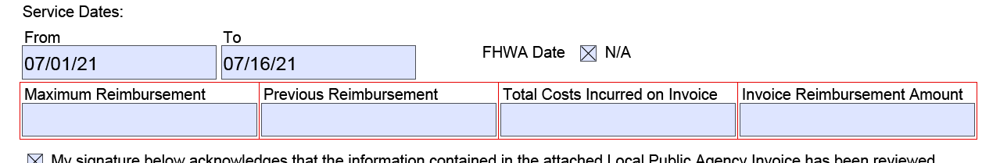 Service Dates:
From To
07/01/21 07/16/21 FHWA Date N/A
Maximum Reimbursement Previous Reimbursement Total Costs Incurred on Invoice Invoice Reimbursement Amount
My signature below acknowledges that the information contained in the attached Local Public Agency Invoice has been reviewed